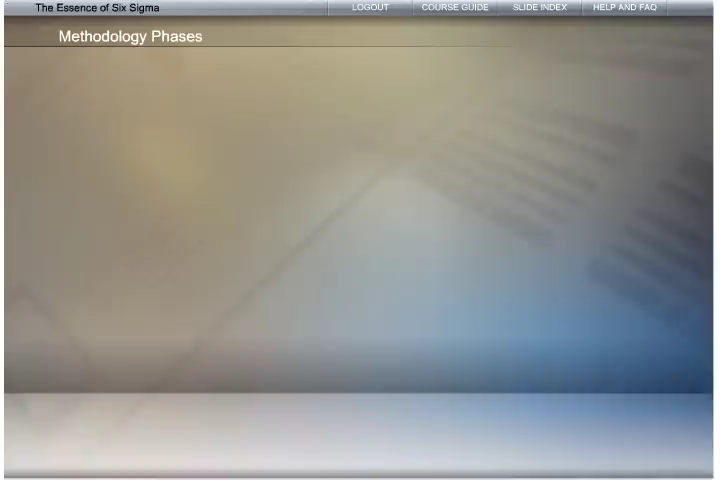 The Essence of Six Sigma
LOGOUT
COURSE GUIDE
SLIDE INDEX
HELP AND FAQ
Methodology Phases